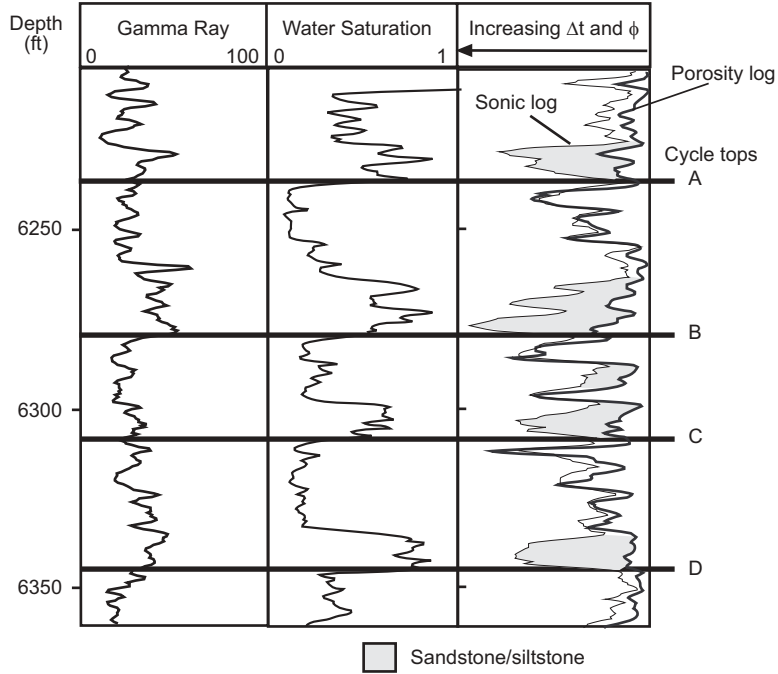 Depth
(ft)
Gamma Ray
0 100
Water Saturation
0 1
Increasing Δt and ϕ
Porosity log
Sonic log
Cycle tops
A
6250
B
6300
C
D
6350
Sandstone/siltstone